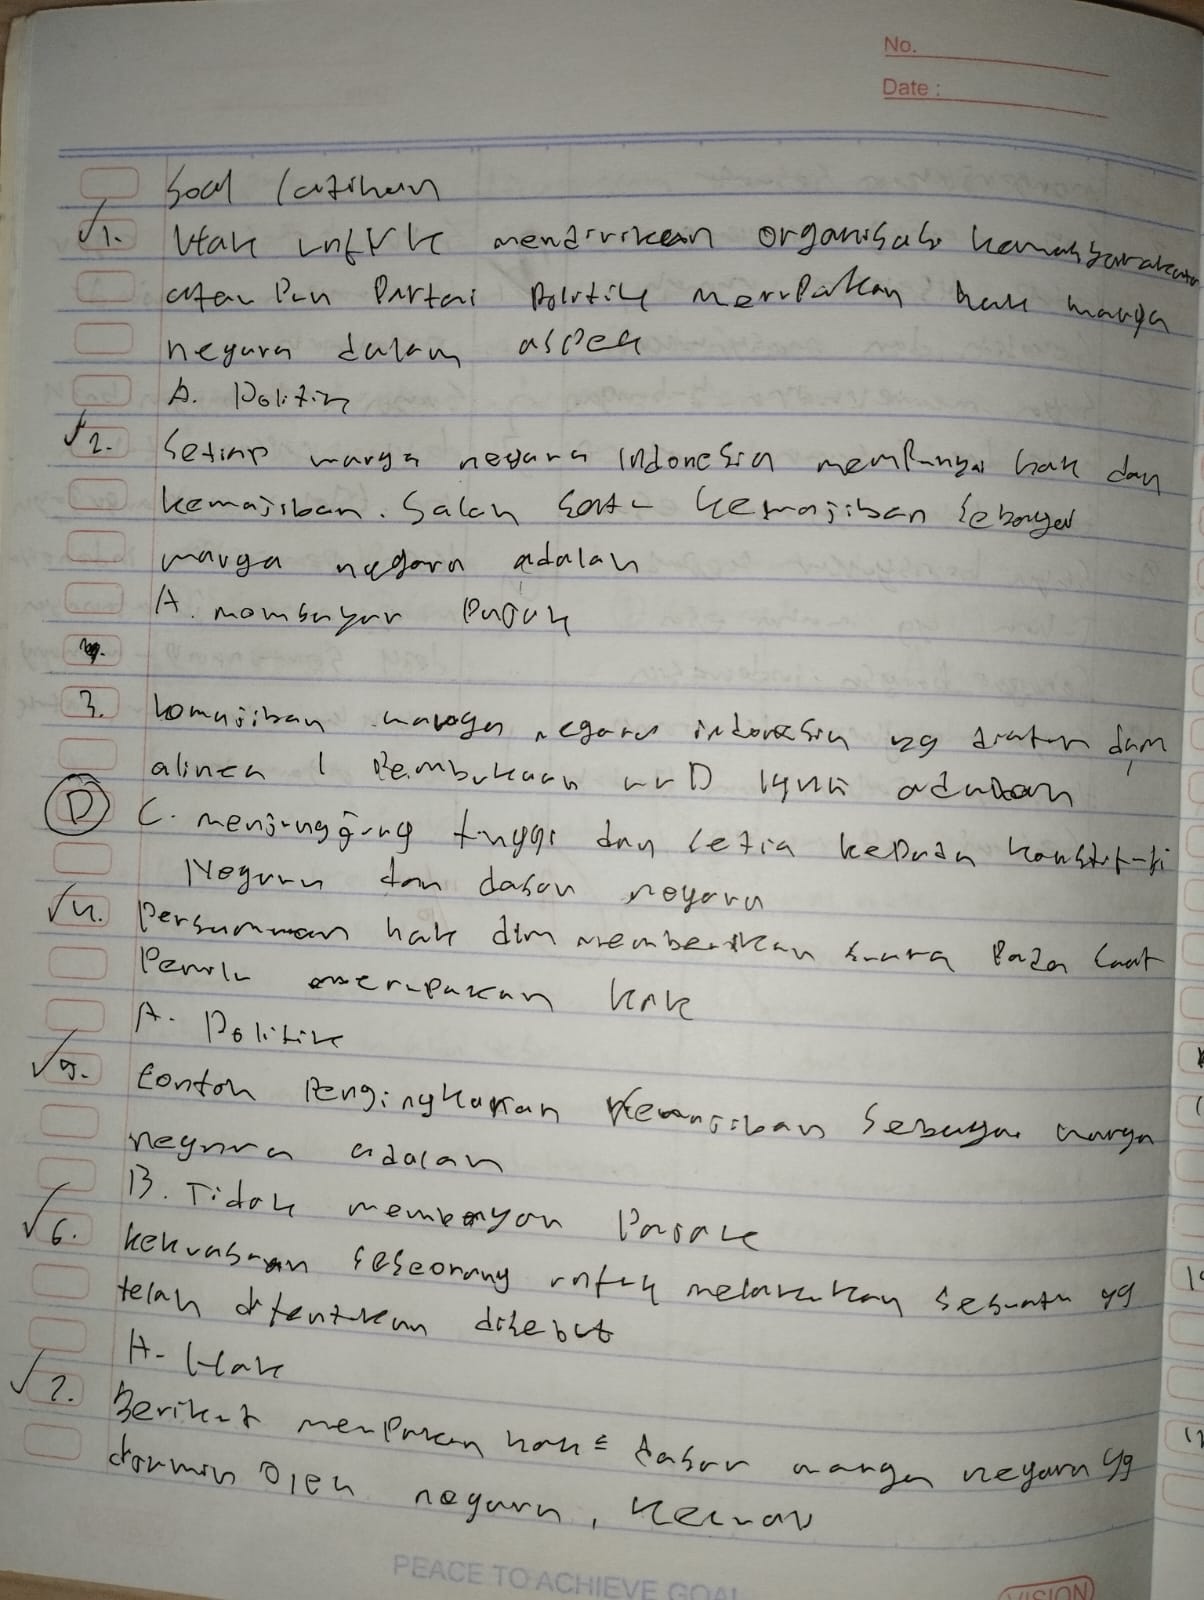 No.
Date :
Soal latihan
√1. Hak untuk mendirikan organisasi kemasyarakatan
ataupun Partai Politik merupakan hak warga
negara dalam aspek
A. Politik
√2. Setiap warga negara Indonesia mempunyai hak dan
kewajiban. Salah satu kewajiban sebagai
warga negara adalah
A. membayar Pajak
3. kewajiban warga negara indonesia yg diatur dlm
alinea 1 Pembukaan UUD 1945 adalah
D C. menjunggung tinggi dan setia kepada konstitusi
Negara dan dasar negara
√4. Persamaan hak dlm memberikan suara Pada saat
Pemilu merupakan hak
A. Politik
√5. Contoh Pengingkaran kewajiban sebagai warga
negara adalah
B. Tidak membayar Pajak
√6. kekuasaan seseorang untuk melakukan sesuatu yg
telah ditentukan disebut
A. Hak
√7. Berikut merupakan hak² dasar warga negara yg
dijamin oleh negara, kecuali
PEACE TO ACHIEVE GOAL
VISION